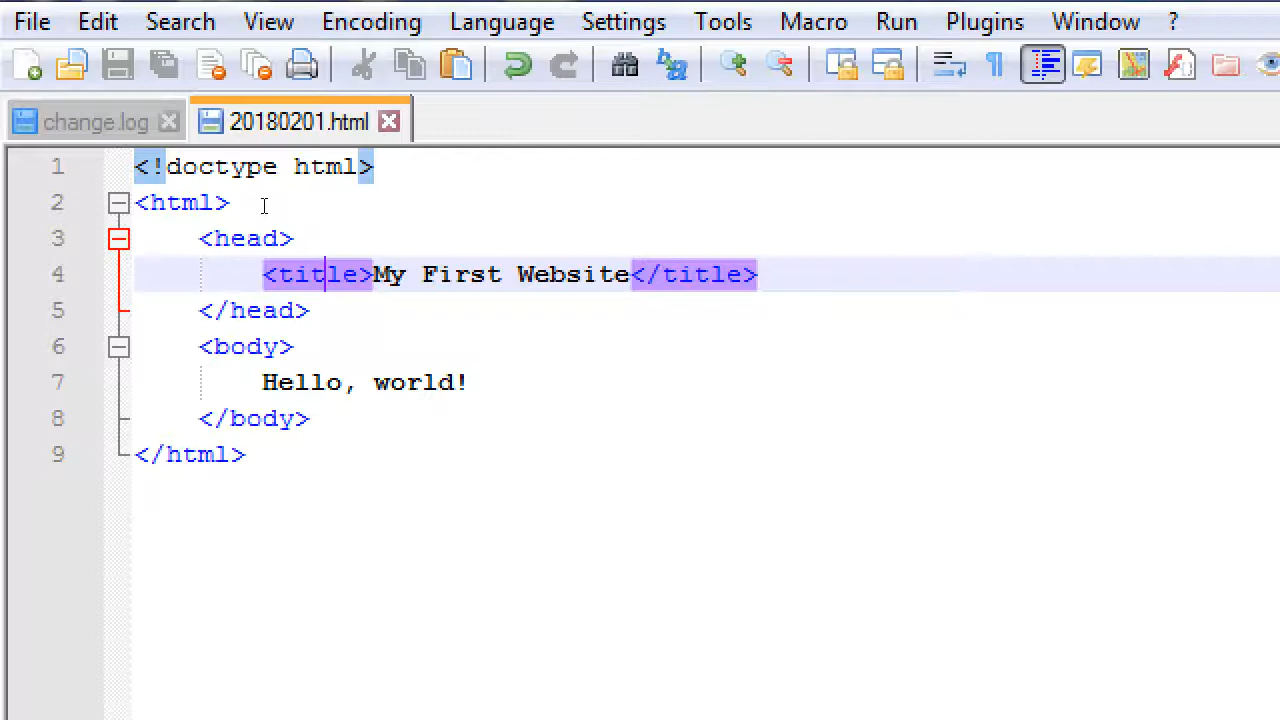 File Edit Search View Encoding Language Settings Tools Macro Run Plugins Window ?
change.log 20180201.html
1 <!doctype html>
2 <html>
3 <head>
4 <title>My First Website</title>
5 </head>
6 <body>
7 Hello, world!
8 </body>
9 </html>